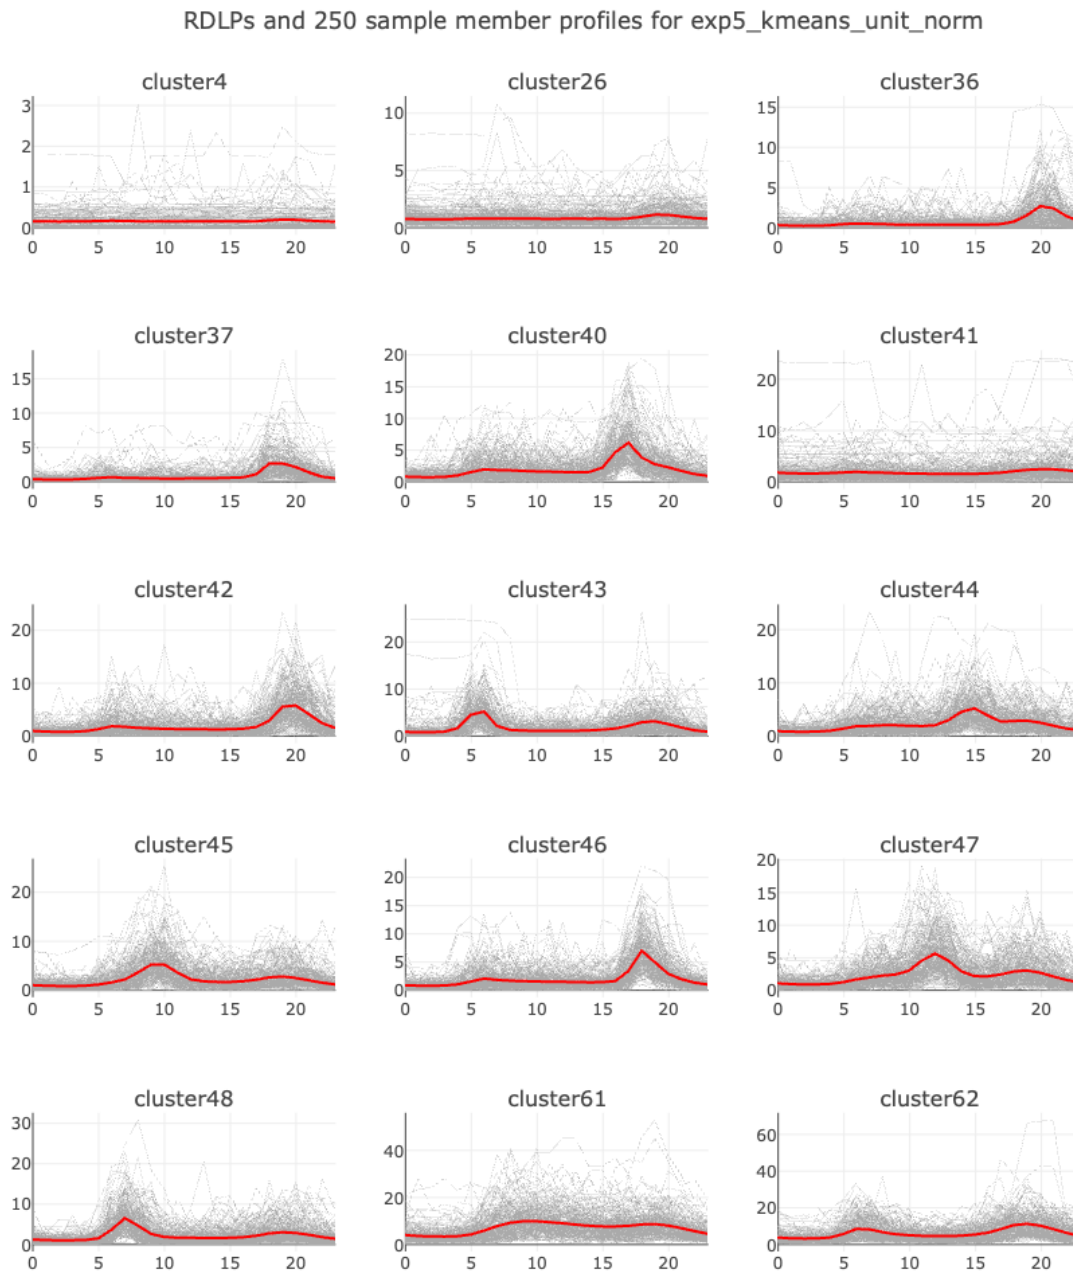 RDLPs and 250 sample member profiles for exp5_kmeans_unit_norm
cluster4 cluster26 cluster36
3 2 1 0
0 5 10 15 20
10 5 0
0 5 10 15 20
15 10 5 0
0 5 10 15 20
cluster37 cluster40 cluster41
15 10 5 0
0 5 10 15 20
20 15 10 5 0
0 5 10 15 20
20 10 0
0 5 10 15 20
cluster42 cluster43 cluster44
20 10 0
0 5 10 15 20
20 10 0
0 5 10 15 20
20 10 0
0 5 10 15 20
cluster45 cluster46 cluster47
20 10 0
0 5 10 15 20
20 15 10 5 0
0 5 10 15 20
20 15 10 5 0
0 5 10 15 20
cluster48 cluster61 cluster62
30 20 10 0
0 5 10 15 20
40 20 0
0 5 10 15 20
60 40 20 0
0 5 10 15 20